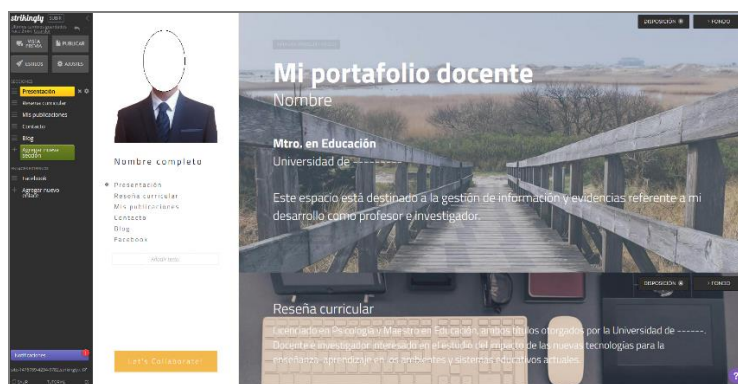 strikingly
VISTA
PREVIA
PUBLICAR
ESTILOS
AJUSTES
SECCIONES
Presentación
Reseña curricular
Mis publicaciones
Contacto
Blog
Agregar nueva
sección
Facebook
Agregar nuevo
enlace
Notificaciones
Nombre completo
Presentación
Reseña curricular
Mis publicaciones
Contacto
Blog
Facebook
Let's Collaborate!
DISPOSICIÓN
FONDO
Mi portafolio docente
Nombre
Mtro. en Educación
Universidad de ---------
Este espacio está destinado a la gestión de información y evidencias referente a mi
desarrollo como profesor e investigador.
DISPOSICIÓN
FONDO
Reseña curricular
Licenciado en Psicología y Maestro en Educación, ambos títulos otorgados por la Universidad de ------.
Docente e investigador interesado en el estudio del impacto de las nuevas tecnologías para la
enseñanza-aprendizaje en los ambientes y sistemas educativos actuales.